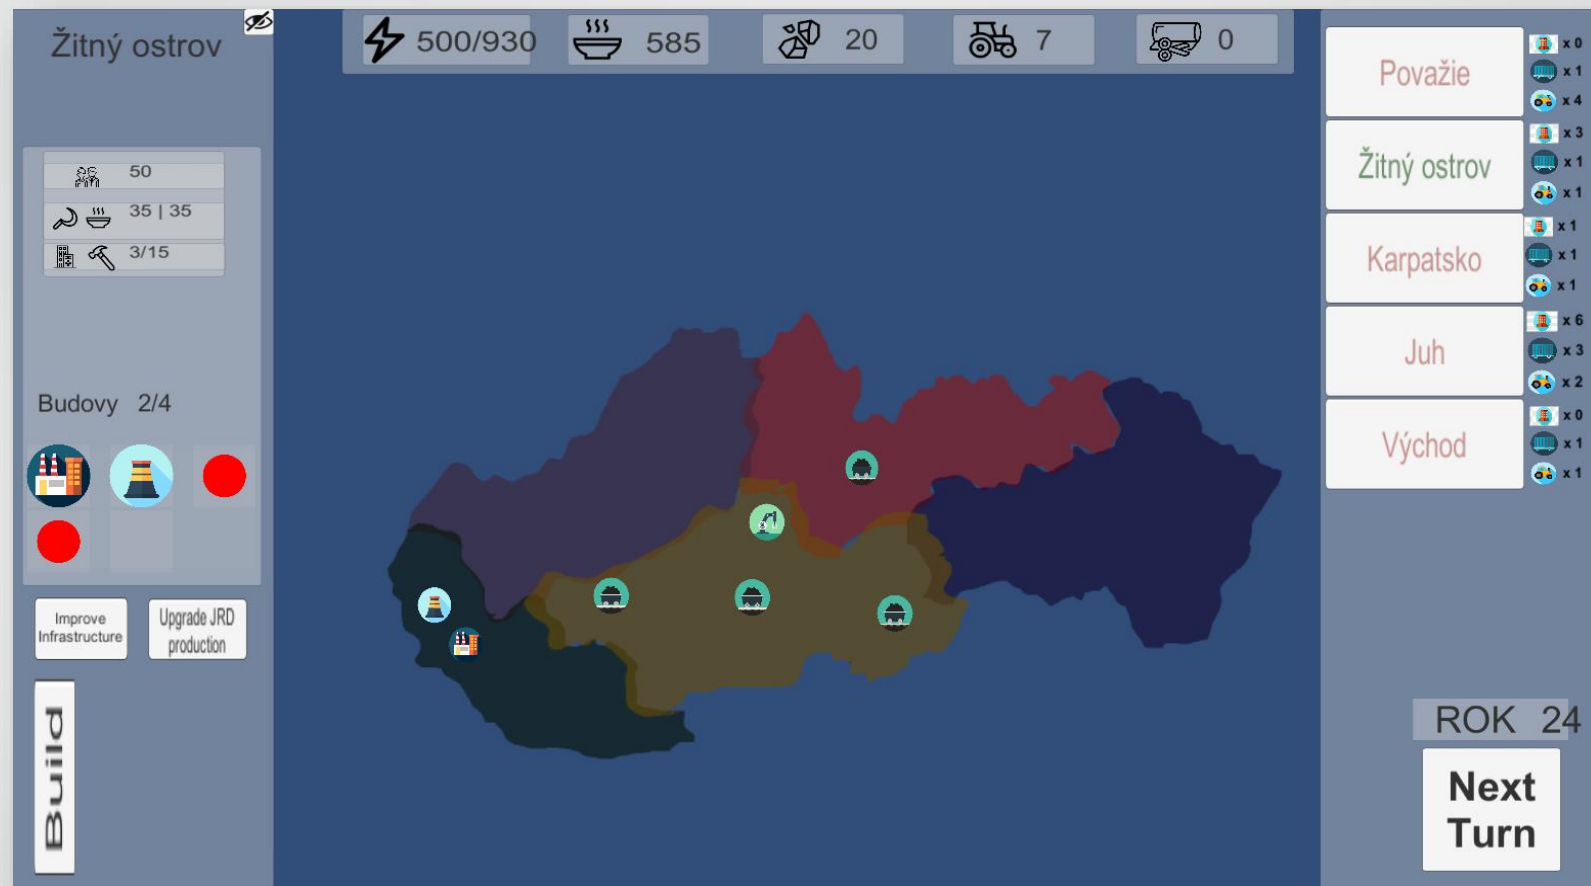 Žitný ostrov
500/930
585
20
7
0
50
35 | 35
3/15
Budovy 2/4
Improve
Infrastructure
Upgrade JRD
production
Build
Považie
x 0
x 1
x 4
Žitný ostrov
x 3
x 1
x 1
Karpatsko
x 1
x 1
x 1
Juh
x 6
x 3
x 2
Východ
x 0
x 1
x 1
ROK 24
Next
Turn